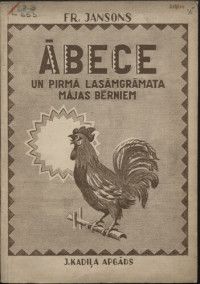 FR. JANSONS
ĀBECE
UN PIRMĀ LASĀMGRĀMATA
MĀJAS BĒRNIEM
J. KADIĻA APGĀDS